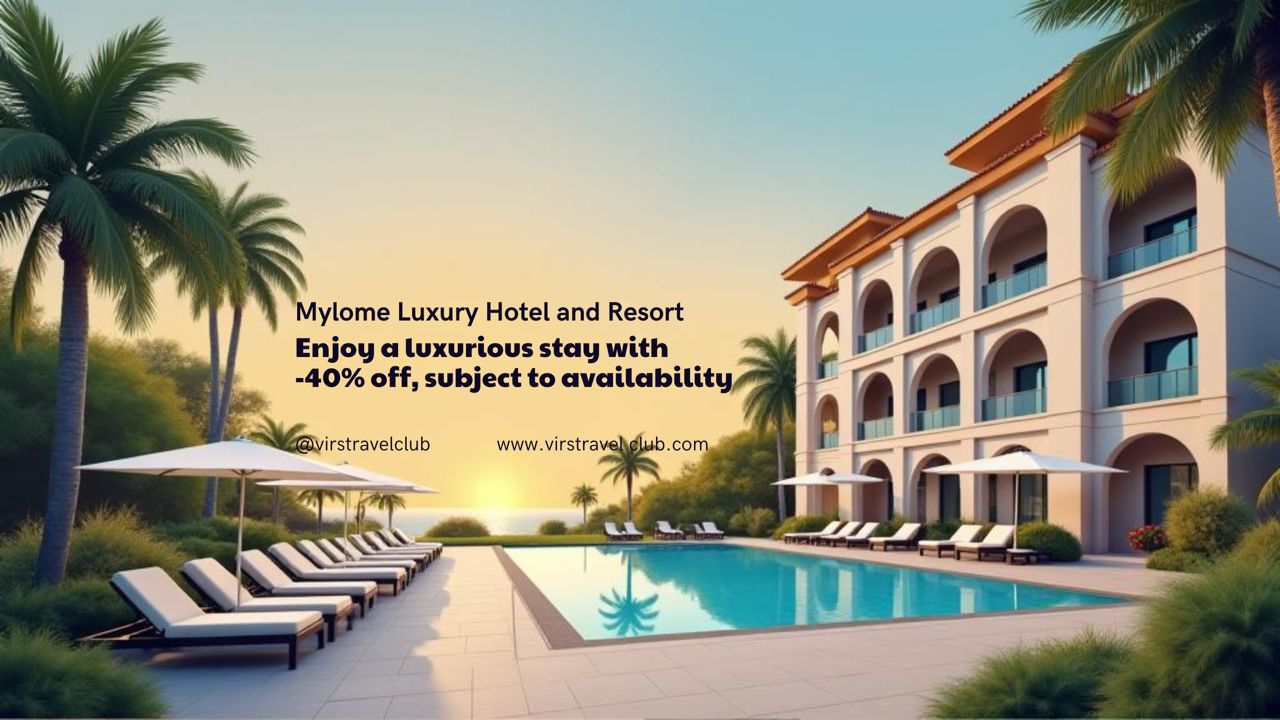 Mylome Luxury Hotel and Resort
Enjoy a luxurious stay with
-40% off, subject to availability
@virstravelclub www.virstravel club.com